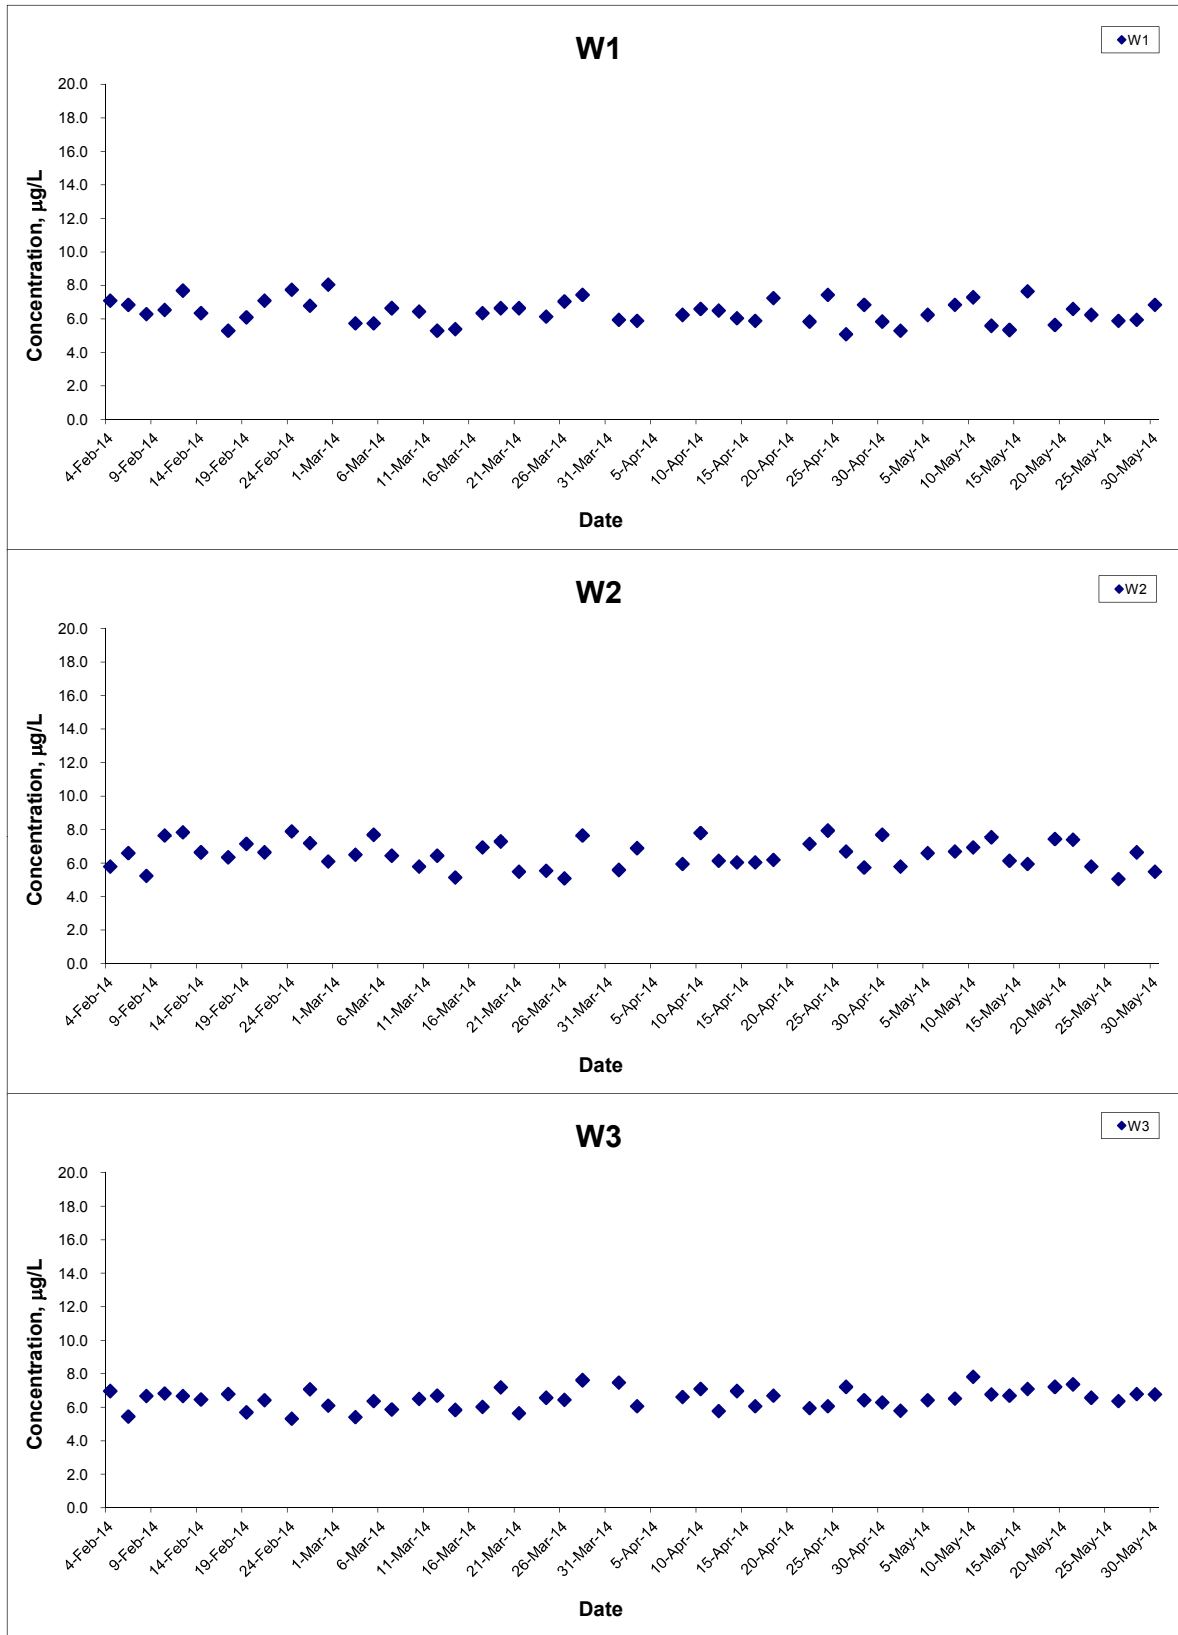 W1
W1
20.0
18.0
16.0
14.0
12.0
10.0
8.0
6.0
4.0
2.0
0.0
Concentration, µg/L
4-Feb-14
9-Feb-14
14-Feb-14
19-Feb-14
24-Feb-14
1-Mar-14
6-Mar-14
11-Mar-14
16-Mar-14
21-Mar-14
26-Mar-14
31-Mar-14
5-Apr-14
10-Apr-14
15-Apr-14
20-Apr-14
25-Apr-14
30-Apr-14
5-May-14
10-May-14
15-May-14
20-May-14
25-May-14
30-May-14
Date
W2
W2
20.0
18.0
16.0
14.0
12.0
10.0
8.0
6.0
4.0
2.0
0.0
Concentration, µg/L
4-Feb-14
9-Feb-14
14-Feb-14
19-Feb-14
24-Feb-14
1-Mar-14
6-Mar-14
11-Mar-14
16-Mar-14
21-Mar-14
26-Mar-14
31-Mar-14
5-Apr-14
10-Apr-14
15-Apr-14
20-Apr-14
25-Apr-14
30-Apr-14
5-May-14
10-May-14
15-May-14
20-May-14
25-May-14
30-May-14
Date
W3
W3
20.0
18.0
16.0
14.0
12.0
10.0
8.0
6.0
4.0
2.0
0.0
Concentration, µg/L
4-Feb-14
9-Feb-14
14-Feb-14
19-Feb-14
24-Feb-14
1-Mar-14
6-Mar-14
11-Mar-14
16-Mar-14
21-Mar-14
26-Mar-14
31-Mar-14
5-Apr-14
10-Apr-14
15-Apr-14
20-Apr-14
25-Apr-14
30-Apr-14
5-May-14
10-May-14
15-May-14
20-May-14
25-May-14
30-May-14
Date